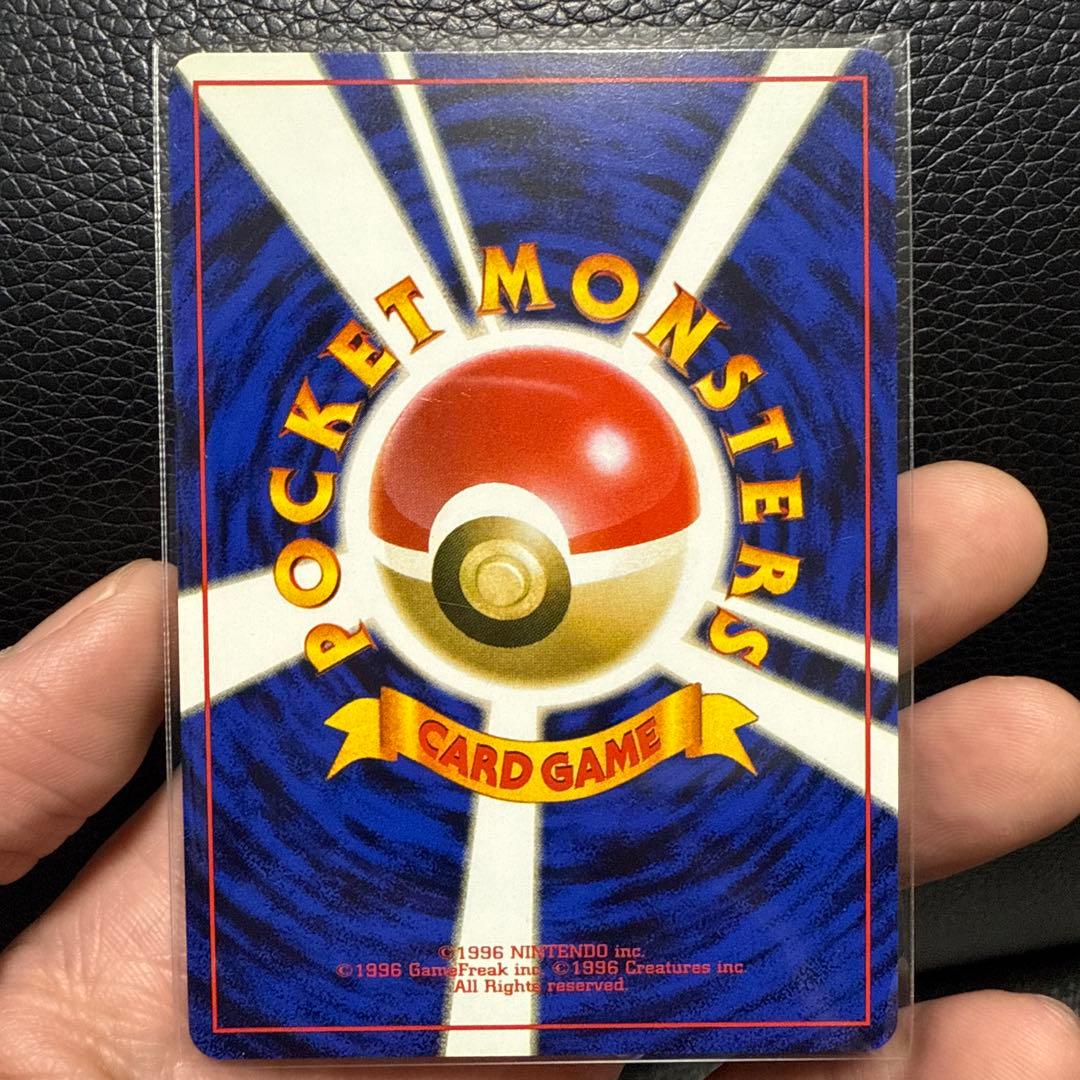 POCKET MONSTERS
CARD GAME
©1996 NINTENDO inc.
©1996 GameFreak inc. ©1996 Creatures inc.
All Rights reserved.